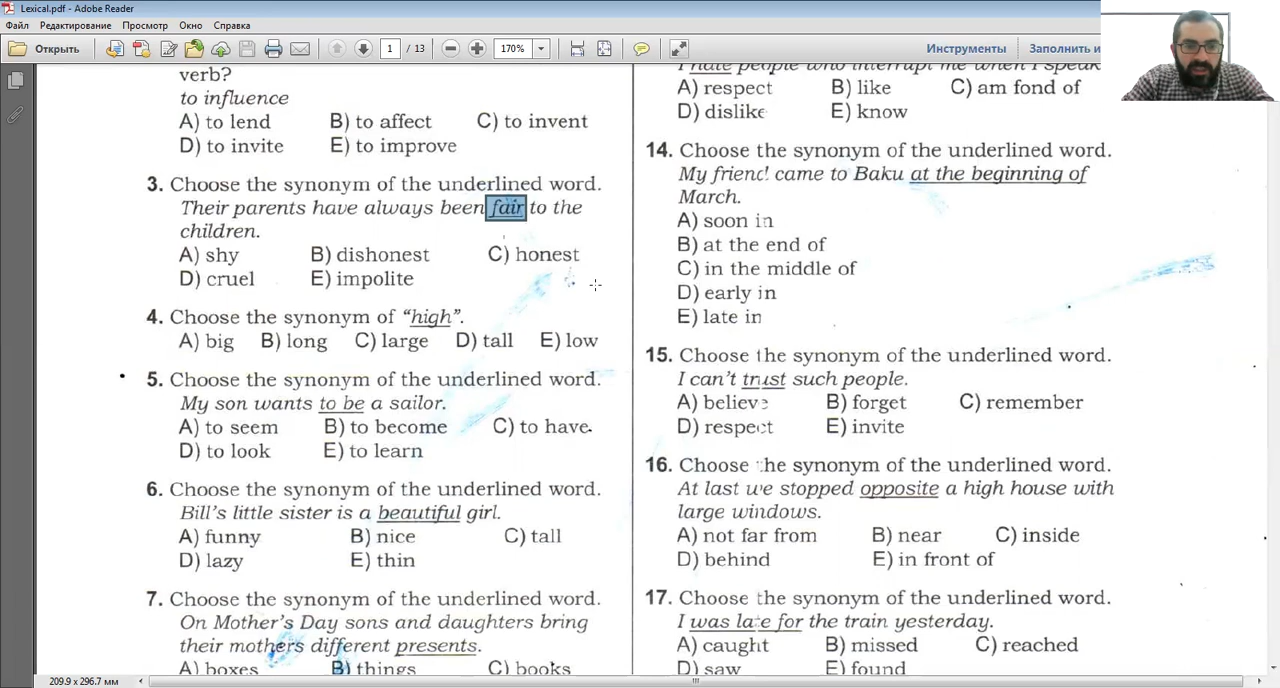 Lexical.pdf - Adobe Reader
Файл Редактирование Просмотр Окно Справка
Открыть 1 / 13 170% Инструменты Заполнить и
verb?
to influence
A) to lend B) to affect C) to invent
D) to invite E) to improve
3. Choose the synonym of the underlined word.
Their parents have always been fair to the
children.
A) shy B) dishonest C) honest
D) cruel E) impolite
4. Choose the synonym of “high”.
A) big B) long C) large D) tall E) low
5. Choose the synonym of the underlined word.
My son wants to be a sailor.
A) to seem B) to become C) to have
D) to look E) to learn
6. Choose the synonym of the underlined word.
Bill’s little sister is a beautiful girl.
A) funny B) nice C) tall
D) lazy E) thin
7. Choose the synonym of the underlined word.
On Mother’s Day sons and daughters bring
their mothers different presents.
A) boxes B) things C) books
I hate people who interrupt me when I speak
A) respect B) like C) am fond of
D) dislike E) know
14. Choose the synonym of the underlined word.
My friend came to Baku at the beginning of
March.
A) soon in
B) at the end of
C) in the middle of
D) early in
E) late in
15. Choose the synonym of the underlined word.
I can’t trust such people.
A) believe B) forget C) remember
D) respect E) invite
16. Choose the synonym of the underlined word.
At last we stopped opposite a high house with
large windows.
A) not far from B) near C) inside
D) behind E) in front of
17. Choose the synonym of the underlined word.
I was late for the train yesterday.
A) caught B) missed C) reached
D) saw E) found
209.9 x 296.7 мм